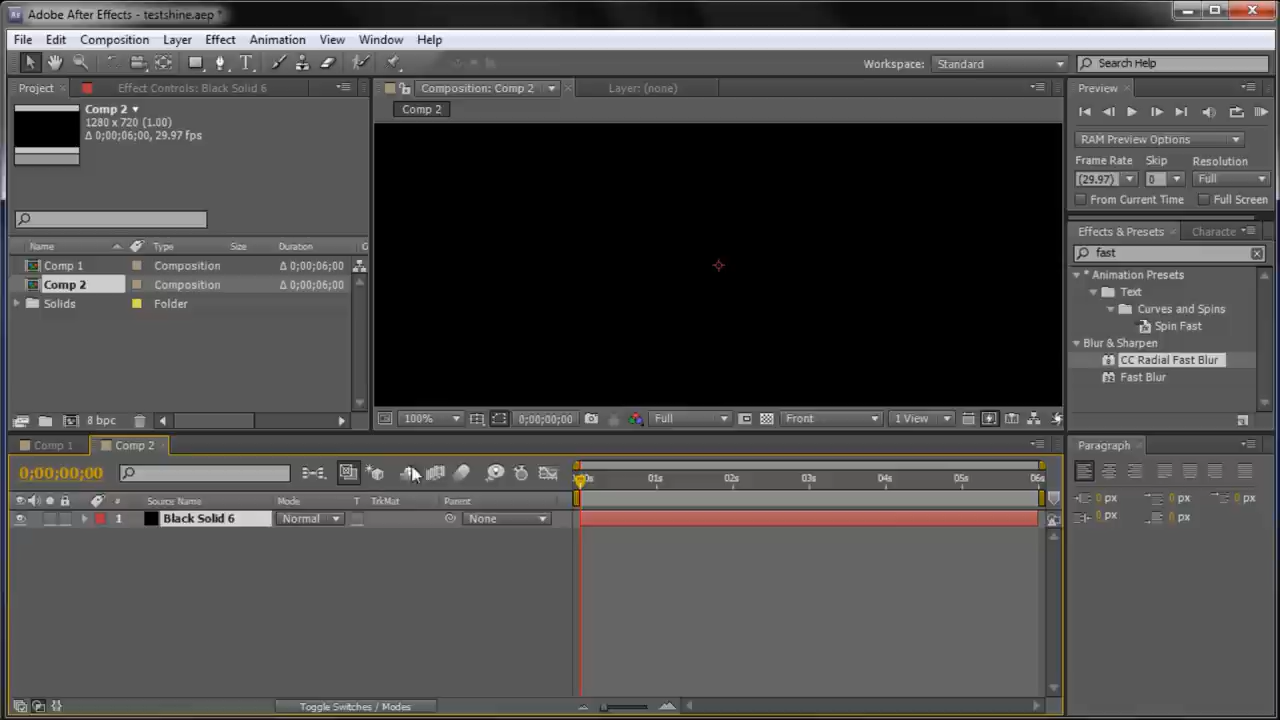 Adobe After Effects - testshine.aep *
File Edit Composition Layer Effect Animation View Window Help
Workspace: Standard Search Help
Project Effect Controls: Black Solid 6
Comp 2
1280 x 720 (1.00)
Δ 0;00;06;00, 29.97 fps
Name Type Size Duration
Comp 1 Composition Δ 0;00;06;00
Comp 2 Composition Δ 0;00;06;00
Solids Folder
8 bpc
Composition: Comp 2 Layer: (none)
Comp 2
100% 0;00;00;00 Full Front 1 View
Preview
RAM Preview Options
Frame Rate Skip Resolution
(29.97) 0 Full
From Current Time Full Screen
Effects & Presets Characte
fast
* Animation Presets
Text
Curves and Spins
Spin Fast
Blur & Sharpen
CC Radial Fast Blur
Fast Blur
Comp 1 Comp 2
0;00;00;00
01s 02s 03s 04s 05s 06s
# Source Name Mode T TrkMat Parent
1 Black Solid 6 Normal None
Toggle Switches / Modes
Paragraph
0 px 0 px 0 px
0 px 0 px